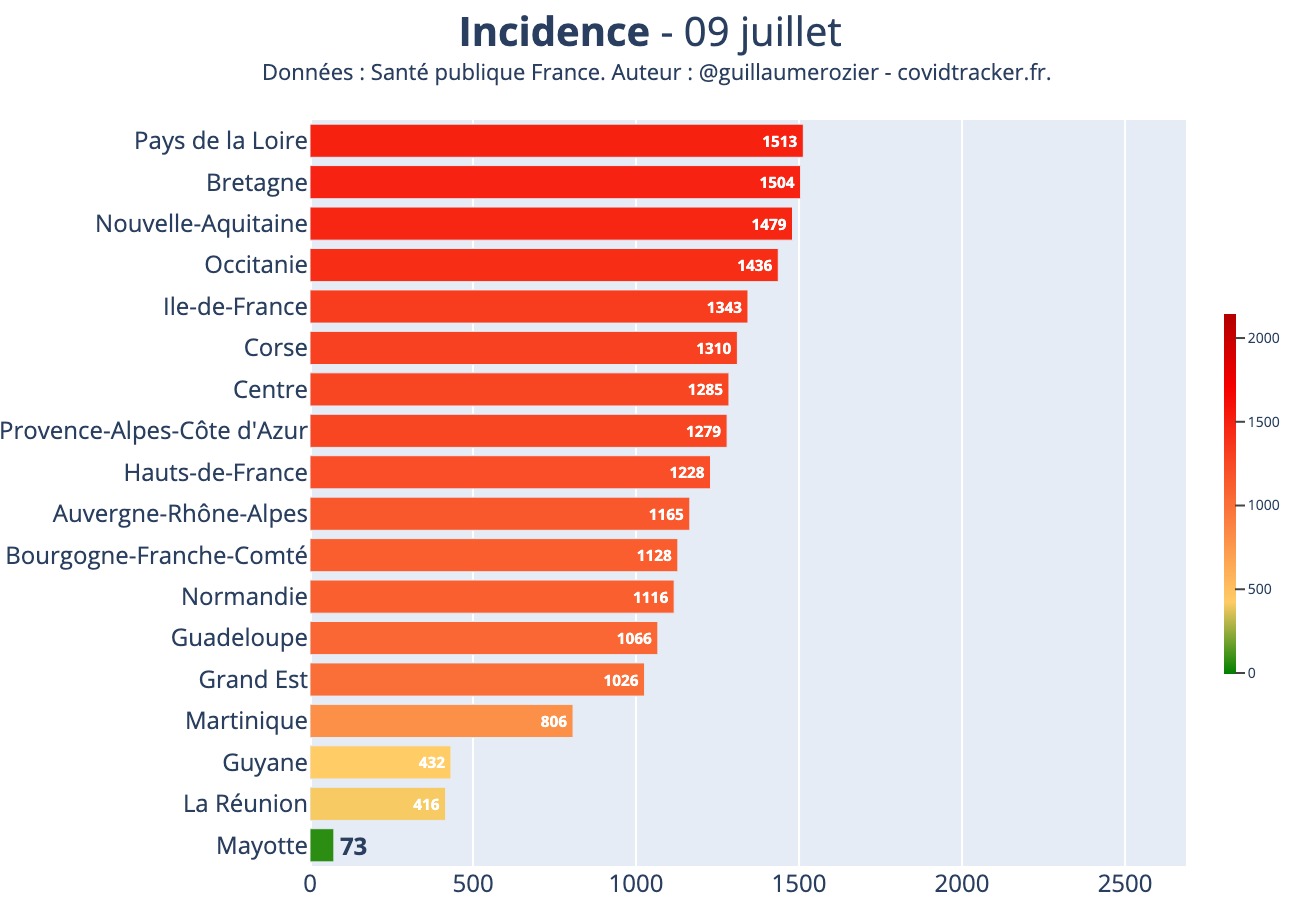 Incidence - 09 juillet
Données : Santé publique France. Auteur : @guillaumerozier - covidtracker.fr.
Pays de la Loire 1513
Bretagne 1504
Nouvelle-Aquitaine 1479
Occitanie 1436
Ile-de-France 1343
Corse 1310
Centre 1285
Provence-Alpes-Côte d'Azur 1279
Hauts-de-France 1228
Auvergne-Rhône-Alpes 1165
Bourgogne-Franche-Comté 1128
Normandie 1116
Guadeloupe 1066
Grand Est 1026
Martinique 806
Guyane 432
La Réunion 416
Mayotte 73
0 500 1000 1500 2000 2500
2000
1500
1000
500
0